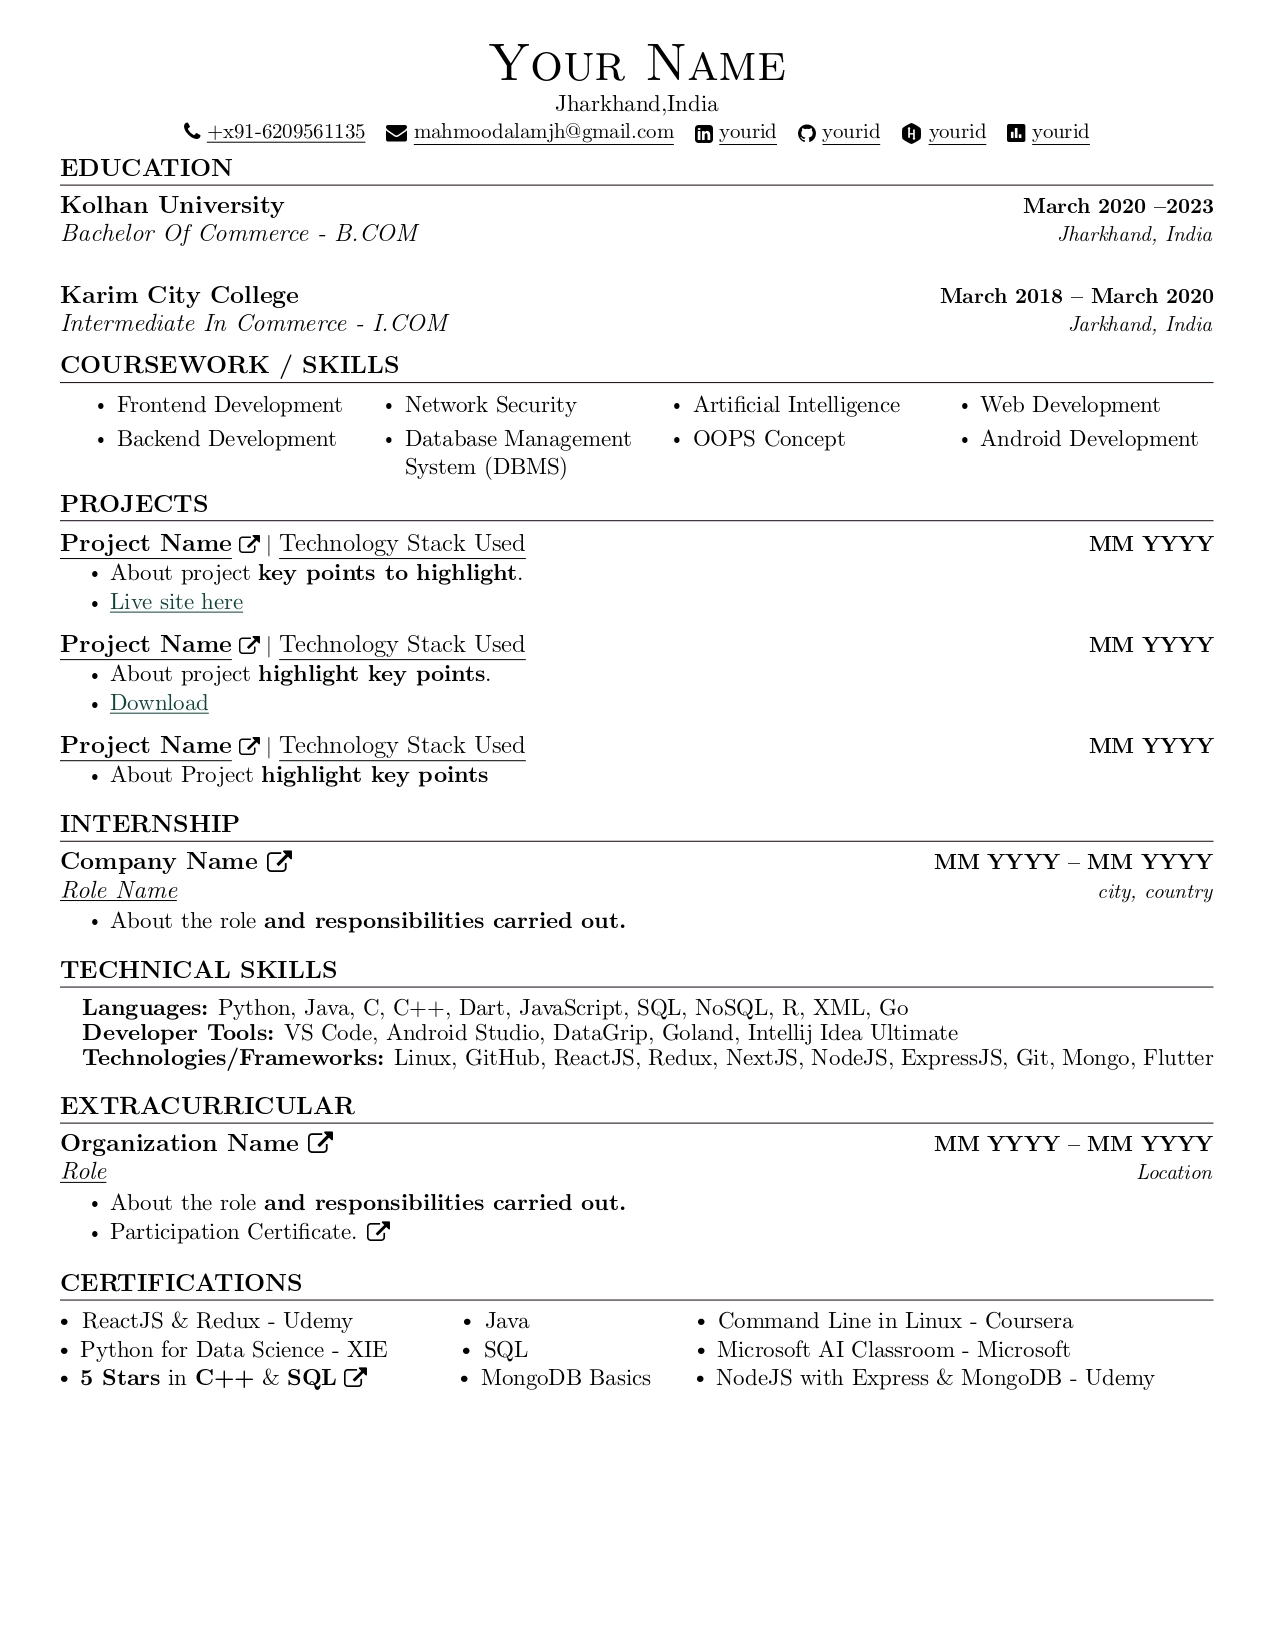 Your Name
Jharkhand,India
+x91-6209561135 mahmoodalamjh@gmail.com yourid yourid yourid yourid
EDUCATION
Kolhan University March 2020 –2023
Bachelor Of Commerce - B.COM Jharkhand, India
Karim City College March 2018 – March 2020
Intermediate In Commerce - I.COM Jarkhand, India
COURSEWORK / SKILLS
• Frontend Development • Network Security • Artificial Intelligence • Web Development
• Backend Development • Database Management • OOPS Concept • Android Development
System (DBMS)
PROJECTS
Project Name | Technology Stack Used MM YYYY
• About project key points to highlight.
• Live site here
Project Name | Technology Stack Used MM YYYY
• About project highlight key points.
• Download
Project Name | Technology Stack Used MM YYYY
• About Project highlight key points
INTERNSHIP
Company Name MM YYYY – MM YYYY
Role Name city, country
• About the role and responsibilities carried out.
TECHNICAL SKILLS
Languages: Python, Java, C, C++, Dart, JavaScript, SQL, NoSQL, R, XML, Go
Developer Tools: VS Code, Android Studio, DataGrip, Goland, Intellij Idea Ultimate
Technologies/Frameworks: Linux, GitHub, ReactJS, Redux, NextJS, NodeJS, ExpressJS, Git, Mongo, Flutter
EXTRACURRICULAR
Organization Name MM YYYY – MM YYYY
Role Location
• About the role and responsibilities carried out.
• Participation Certificate.
CERTIFICATIONS
• ReactJS & Redux - Udemy • Java • Command Line in Linux - Coursera
• Python for Data Science - XIE • SQL • Microsoft AI Classroom - Microsoft
• 5 Stars in C++ & SQL • MongoDB Basics • NodeJS with Express & MongoDB - Udemy